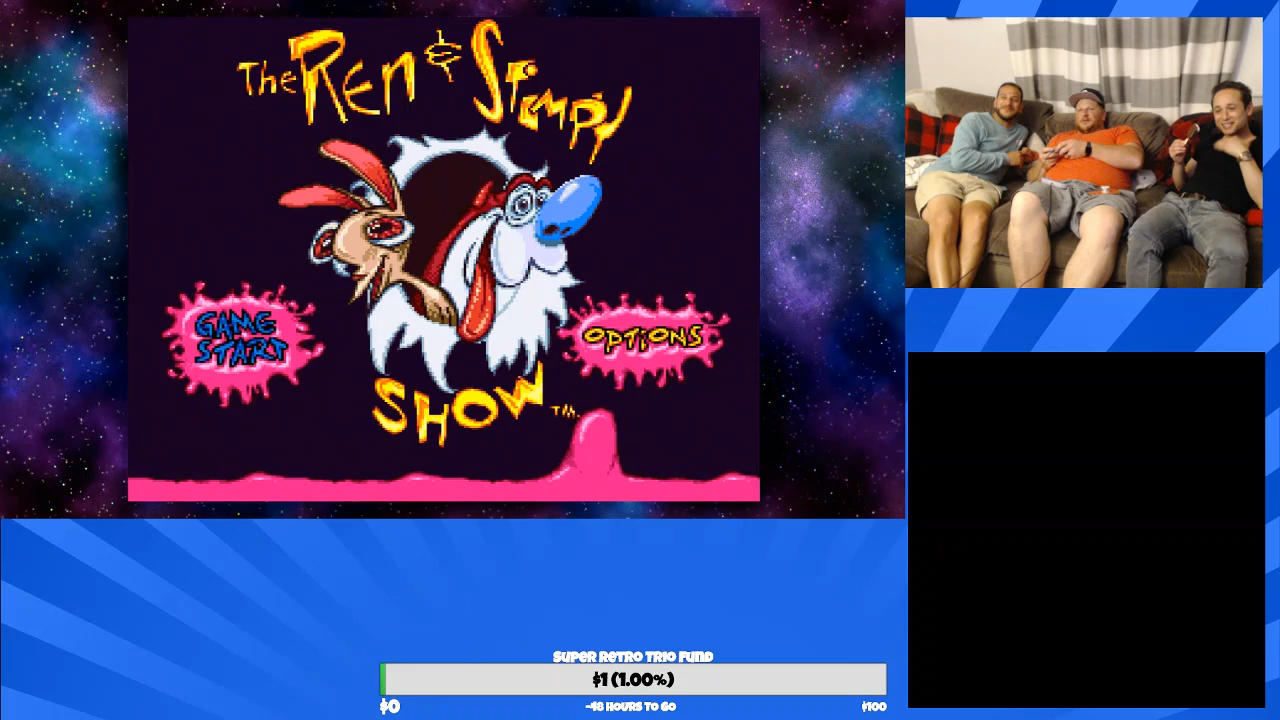 The Ren & Stimpy
GAME
START
OPTIONS
SHOW TM.
SUPER RETRO TRIO FUND
$1 (1.00%)
$0
-48 HOURS TO GO
$100